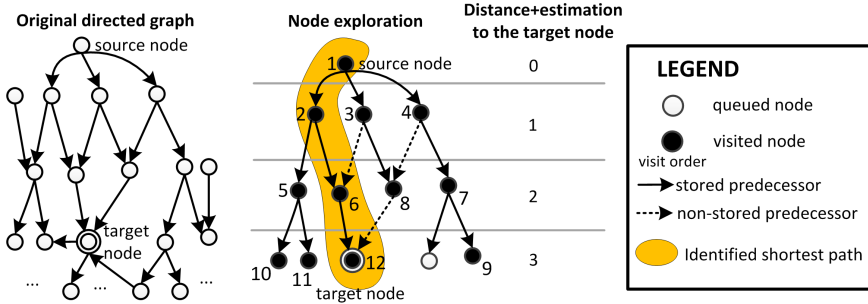 Original directed graph
source node
target
node
...
...
...
Node exploration
Distance+estimation
to the target node
1
source node
0
2
3
4
1
5
6
8
7
2
10
11
12
9
3
target node
LEGEND
queued node
visited node
visit order
stored predecessor
non-stored predecessor
Identified shortest path